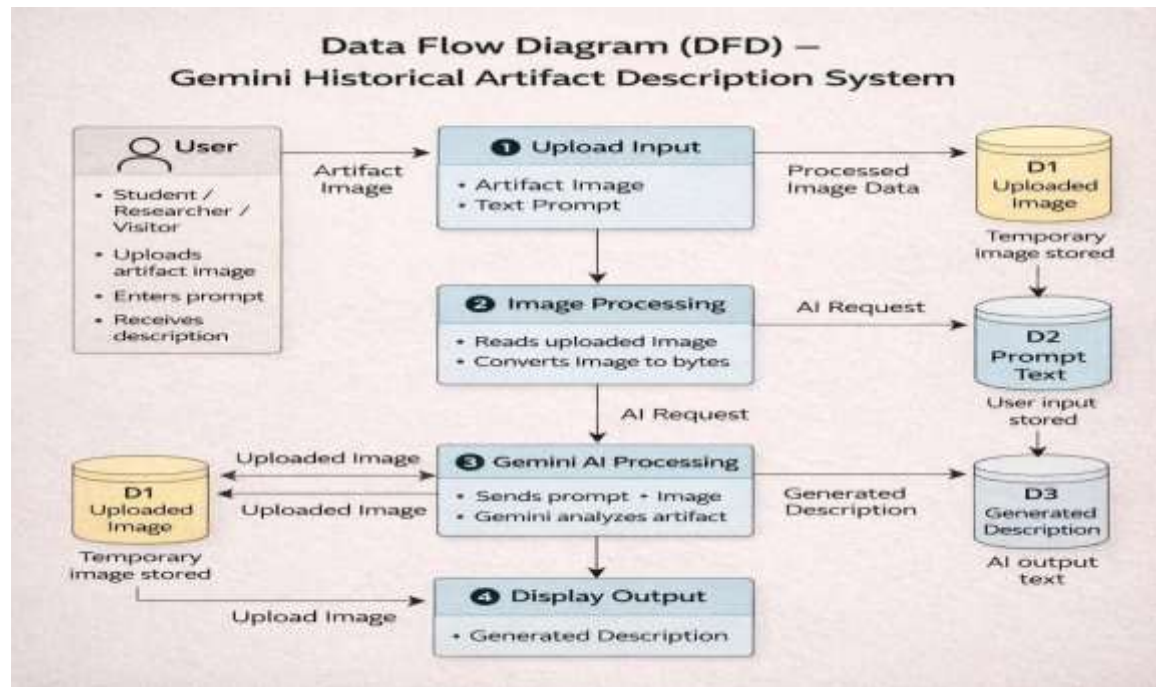 Data Flow Diagram (DFD) –
Gemini Historical Artifact Description System
User
• Student /
Researcher /
Visitor
• Uploads
artifact image
• Enters prompt
• Receives
description
Artifact
Image
1 Upload Input
• Artifact Image
• Text Prompt
Processed
Image Data
D1
Uploaded
Image
Temporary
image stored
2 Image Processing
• Reads uploaded Image
• Converts Image to bytes
AI Request
D2
Prompt
Text
User input
stored
AI Request
Uploaded Image
Uploaded Image
D1
Uploaded
Image
Temporary
image stored
3 Gemini AI Processing
• Sends prompt + Image
• Gemini analyzes artifact
Generated
Description
D3
Generated
Description
AI output
text
Upload Image
4 Display Output
• Generated Description